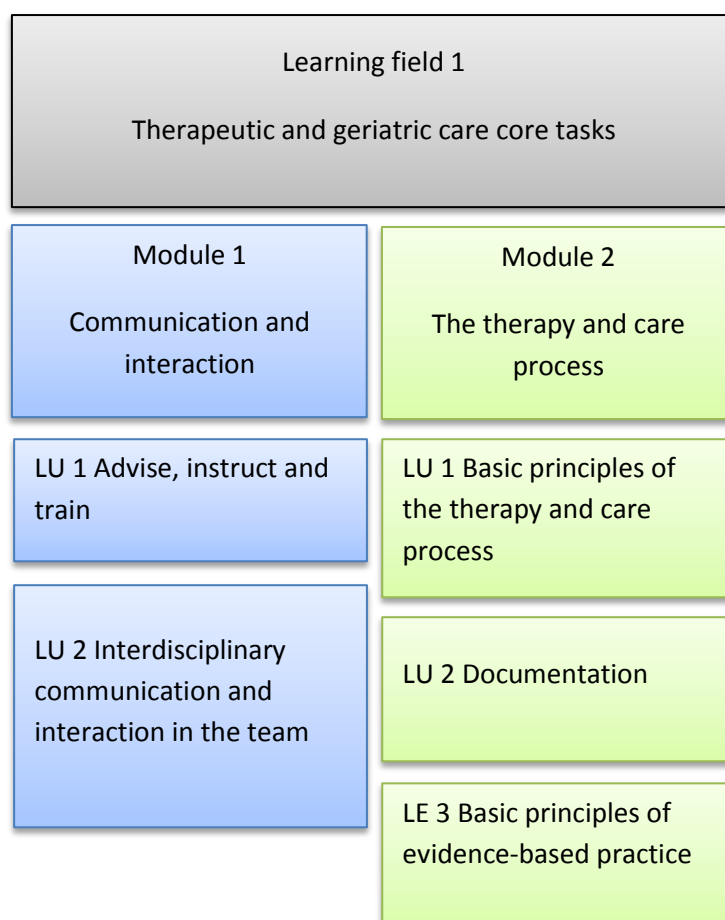 Learning field 1
Therapeutic and geriatric care core tasks
Module 1
Communication and
interaction
LU 1 Advise, instruct and
train
LU 2 Interdisciplinary
communication and
interaction in the team
Module 2
The therapy and care
process
LU 1 Basic principles of
the therapy and care
process
LU 2 Documentation
LE 3 Basic principles of
evidence-based practice